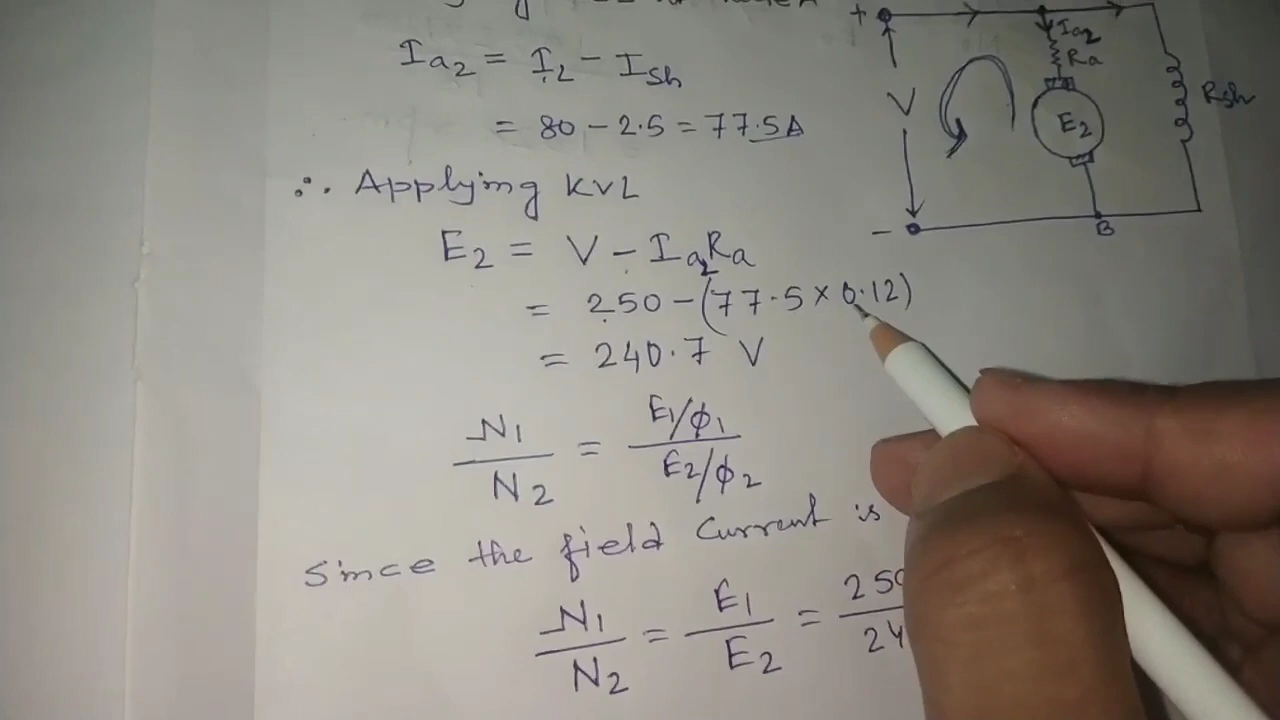 Ia2 = I2 - Ish
= 80 - 2.5 = 77.5A
∴ Applying KVL
E2 = V - Ia2Ra
= 250 - (77.5 × 0.12)
= 240.7 V
N1/N2 = (E1/ϕ1)/(E2/ϕ2)
Since the field current is
N1/N2 = E1/E2 =
+
Ia2
Ra
V
E2
Rsh
-
B